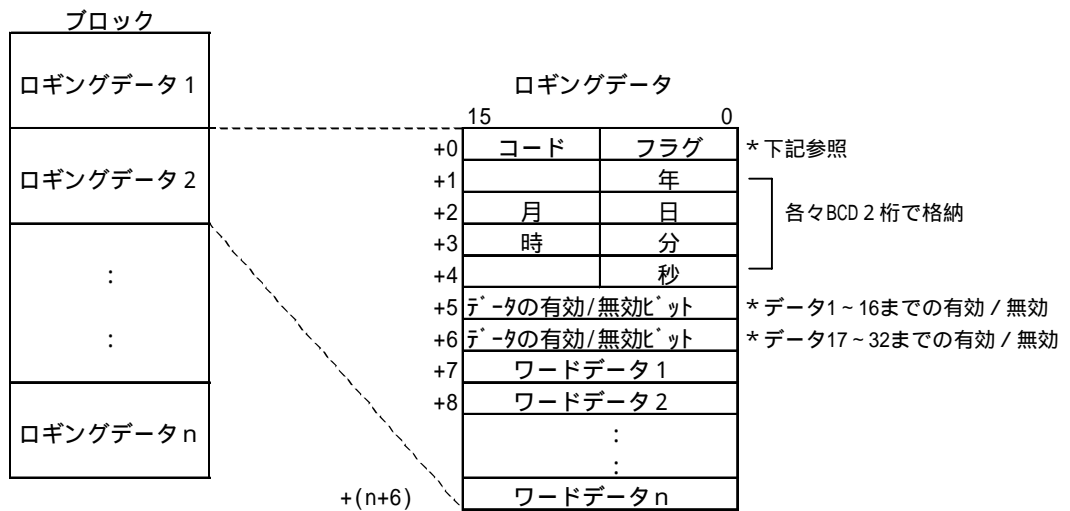 ブロック
ロギングデータ1
ロギングデータ2
:
:
ロギングデータn
ロギングデータ
15 0
+0 コード フラグ *下記参照
+1 年
+2 月 日 各々BCD2桁で格納
+3 時 分
+4 秒
+5 ﾃﾞｰﾀの有効/無効ﾋﾞｯﾄ *データ1~16までの有効/無効
+6 ﾃﾞｰﾀの有効/無効ﾋﾞｯﾄ *データ17~32までの有効/無効
+7 ワードデータ1
+8 ワードデータ2
:
:
+(n+6) ワードデータn